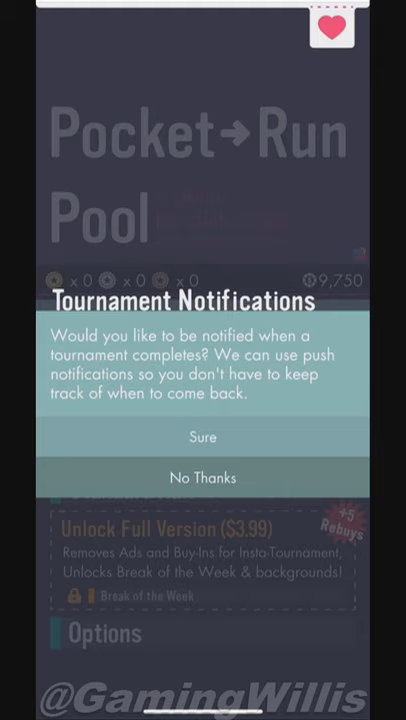 Pocket→Run
Pool
x 0 x 0 x 0 9,750
Tournament Notifications
Would you like to be notified when a
tournament completes? We can use push
notifications so you don't have to keep
track of when to come back.
Sure
No Thanks
+5
Rebuys
Unlock Full Version ($3.99)
Removes Ads and Buy-Ins for Insta-Tournament,
Unlocks Break of the Week & backgrounds!
Break of the Week
Options
@GamingWillis